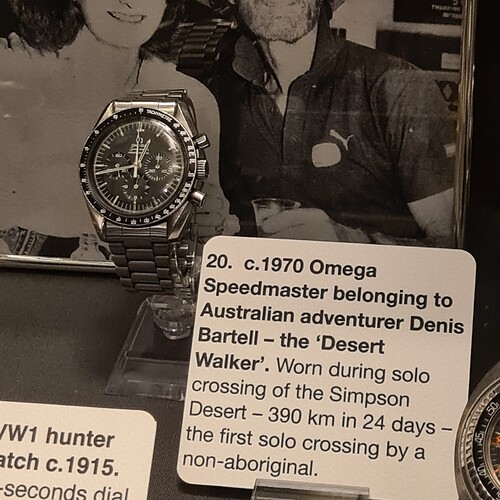 20. c.1970 Omega
Speedmaster belonging to
Australian adventurer Denis
Bartell – the ‘Desert
Walker’. Worn during solo
crossing of the Simpson
Desert – 390 km in 24 days –
the first solo crossing by a
non-aboriginal.
/W1 hunter
atch c.1915.
-seconds dial